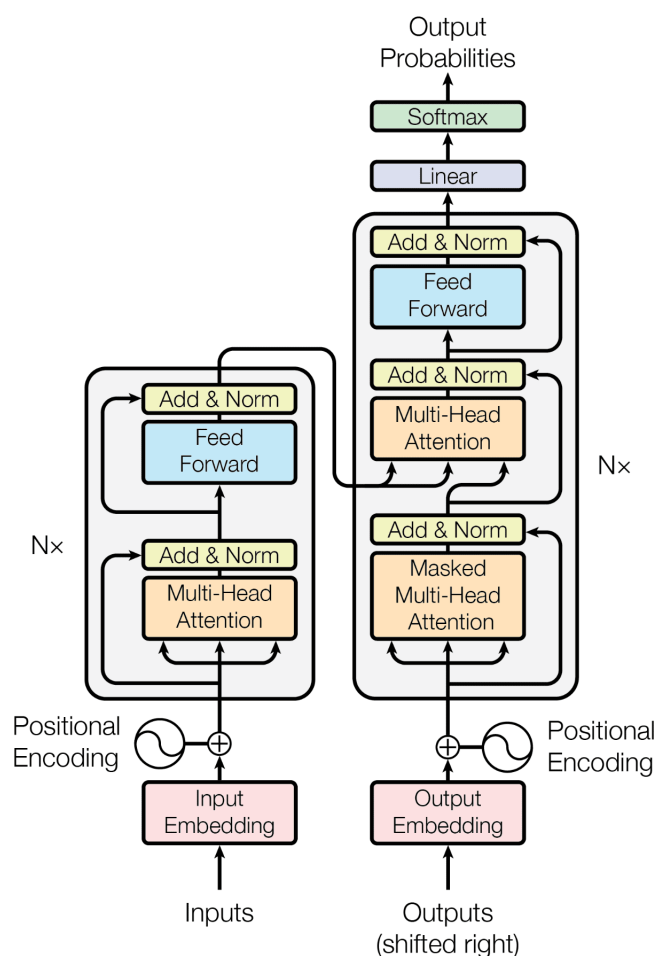 Output
Probabilities
Softmax
Linear
Add & Norm
Feed
Forward
Add & Norm
Multi-Head
Attention
Add & Norm
Masked
Multi-Head
Attention
N×
Add & Norm
Feed
Forward
Add & Norm
Multi-Head
Attention
N×
Positional
Encoding
Positional
Encoding
Input
Embedding
Output
Embedding
Inputs
Outputs
(shifted right)